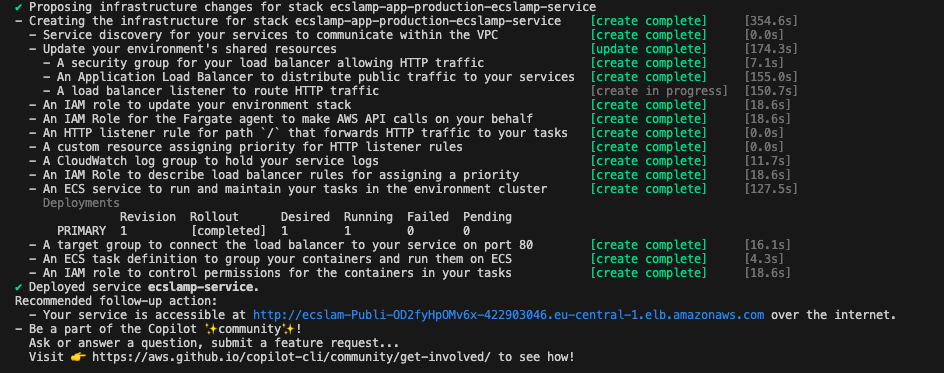 ✔ Proposing infrastructure changes for stack ecslamp-app-production-ecslamp-service
- Creating the infrastructure for stack ecslamp-app-production-ecslamp-service    [create complete]    [354.6s]
  - Service discovery for your services to communicate within the VPC             [create complete]    [0.0s]
  - Update your environment's shared resources                                    [update complete]    [174.3s]
    - A security group for your load balancer allowing HTTP traffic               [create complete]    [7.1s]
    - An Application Load Balancer to distribute public traffic to your services  [create complete]    [155.0s]
    - A load balancer listener to route HTTP traffic                              [create in progress] [150.7s]
  - An IAM role to update your environment stack                                  [create complete]    [18.6s]
  - An IAM Role for the Fargate agent to make AWS API calls on your behalf        [create complete]    [18.6s]
  - An HTTP listener rule for path `/` that forwards HTTP traffic to your tasks   [create complete]    [0.0s]
  - A custom resource assigning priority for HTTP listener rules                  [create complete]    [0.0s]
  - A CloudWatch log group to hold your service logs                              [create complete]    [11.7s]
  - An IAM Role to describe load balancer rules for assigning a priority          [create complete]    [18.6s]
  - An ECS service to run and maintain your tasks in the environment cluster      [create complete]    [127.5s]
    Deployments
               Revision  Rollout      Desired  Running  Failed  Pending
      PRIMARY  1         [completed]  1        1        0       0
  - A target group to connect the load balancer to your service on port 80        [create complete]    [16.1s]
  - An ECS task definition to group your containers and run them on ECS           [create complete]    [4.3s]
  - An IAM role to control permissions for the containers in your tasks           [create complete]    [18.6s]
✔ Deployed service ecslamp-service.
Recommended follow-up action:
  - Your service is accessible at http://ecslam-Publi-OD2fyHpOMv6x-422903046.eu-central-1.elb.amazonaws.com over the internet.
- Be a part of the Copilot ✨community✨!
  Ask or answer a question, submit a feature request...
  Visit 👉 https://aws.github.io/copilot-cli/community/get-involved/ to see how!